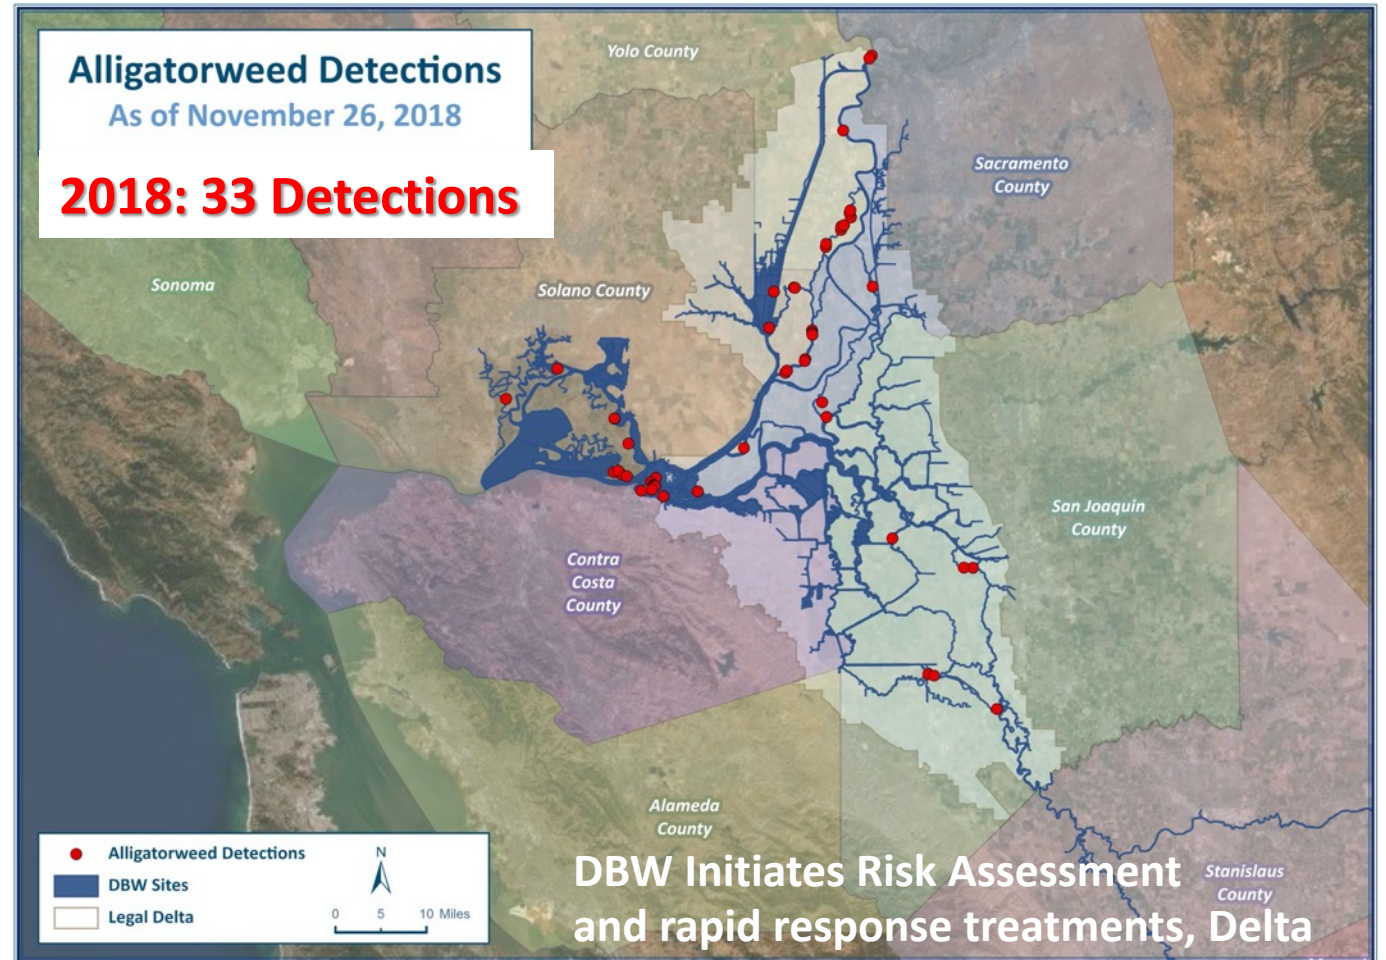 Alligatorweed Detections
As of November 26, 2018
2018: 33 Detections
Yolo County
Sacramento
County
Sonoma
Solano County
San Joaquin
County
Contra
Costa
County
Alameda
County
Stanislaus
County
Alligatorweed Detections
DBW Sites
Legal Delta
N
0 5 10 Miles
DBW Initiates Risk Assessment
and rapid response treatments, Delta